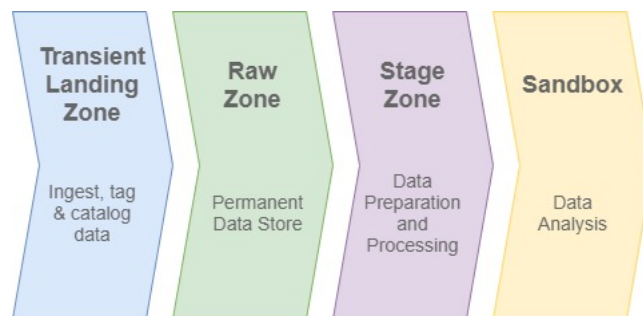 Transient
Landing
Zone
Ingest, tag
& catalog
data
Raw
Zone
Permanent
Data Store
Stage
Zone
Data
Preparation
and
Processing
Sandbox
Data
Analysis